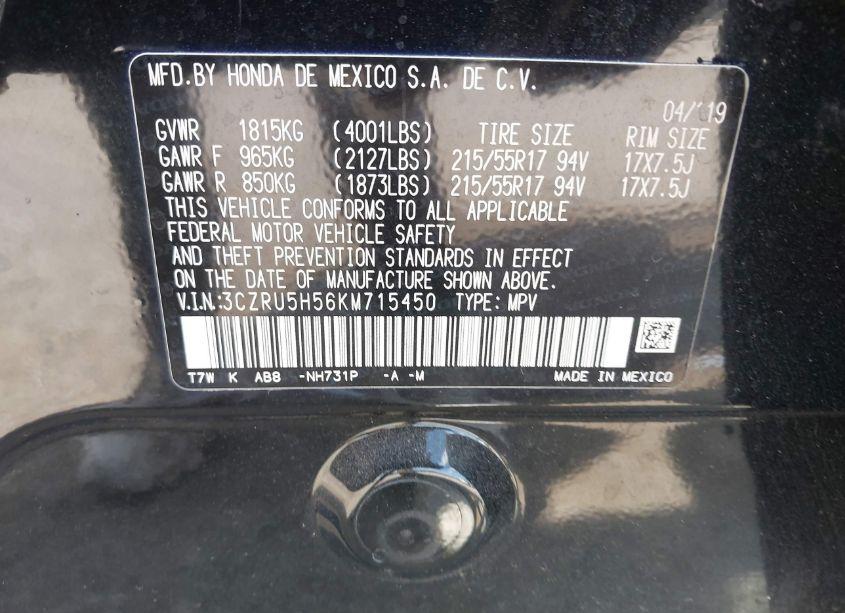 MFD.BY HONDA DE MEXICO S.A. DE C.V.
04/19
GVWR 1815KG (4001LBS) TIRE SIZE RIM SIZE
GAWR F 965KG (2127LBS) 215/55R17 94V 17X7.5J
GAWR R 850KG (1873LBS) 215/55R17 94V 17X7.5J
THIS VEHICLE CONFORMS TO ALL APPLICABLE
FEDERAL MOTOR VEHICLE SAFETY
AND THEFT PREVENTION STANDARDS IN EFFECT
ON THE DATE OF MANUFACTURE SHOWN ABOVE.
V.I.N.:3CZRU5H56KM715450 TYPE: MPV
T7W K AB8 -NH731P -A -M MADE IN MEXICO